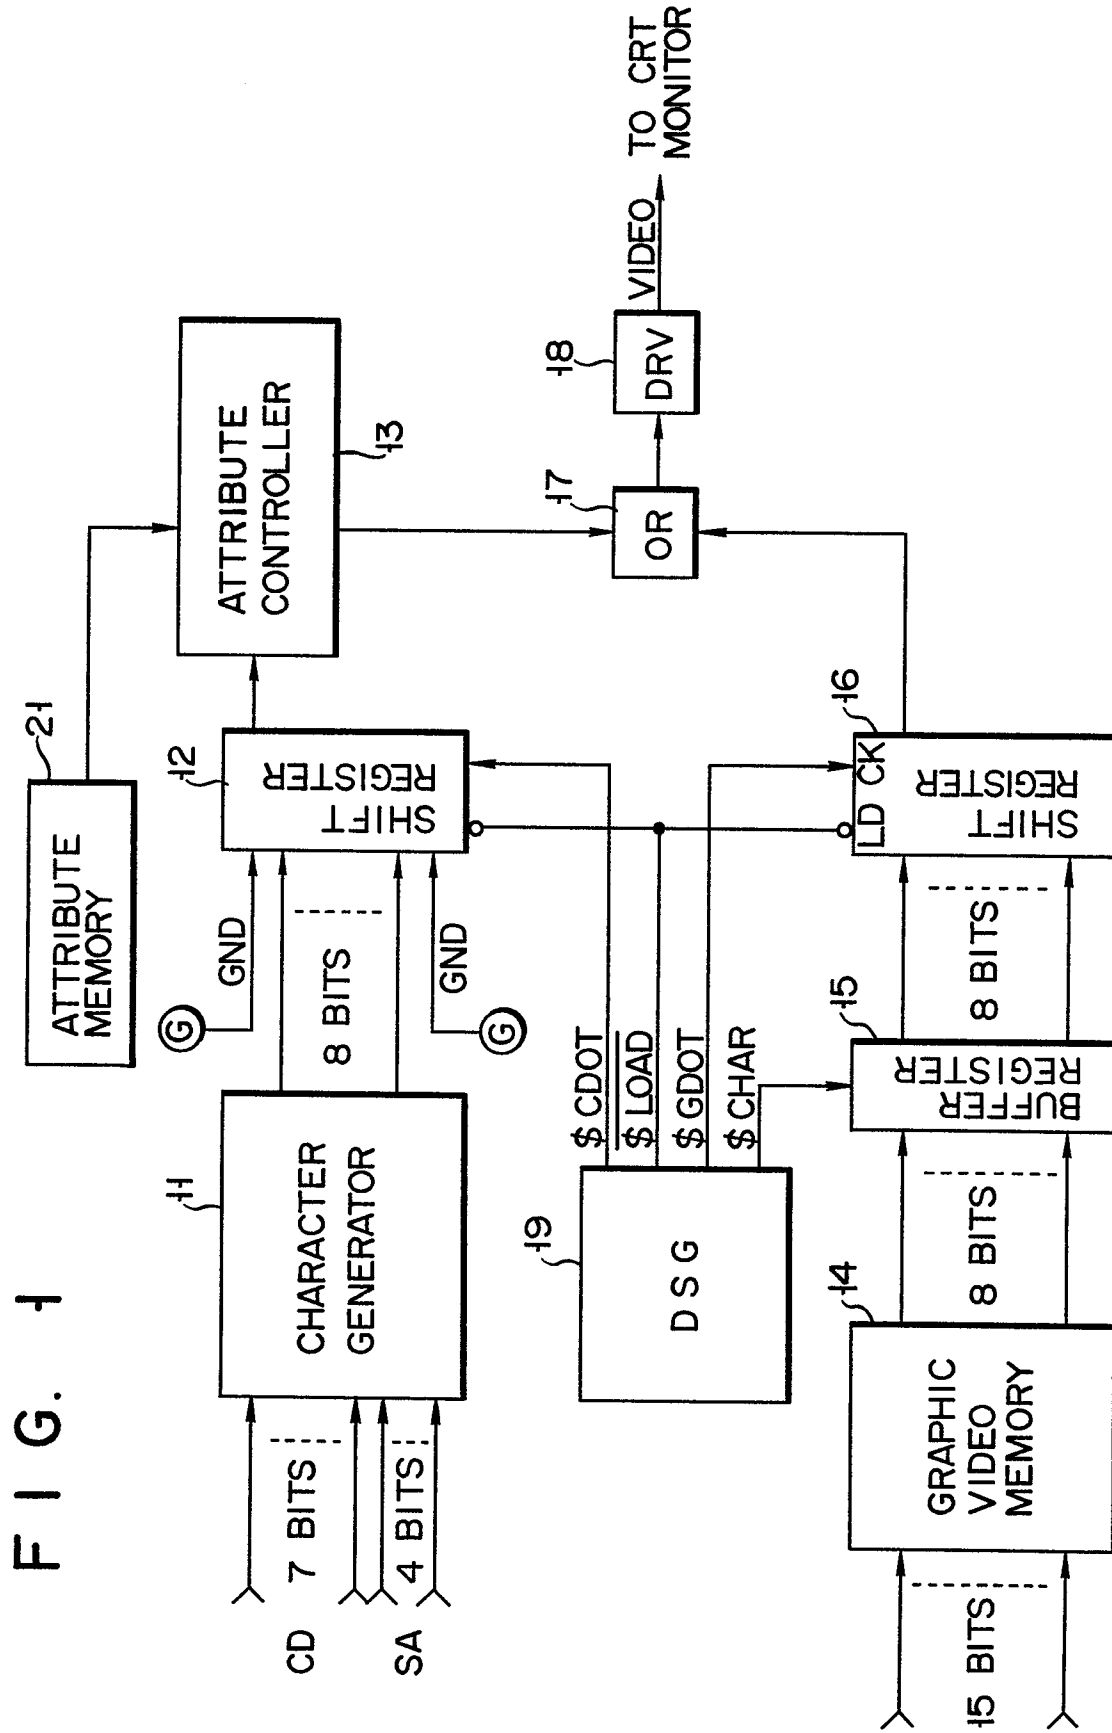 FIG. 1
21
ATTRIBUTE
MEMORY
G
GND
11
CHARACTER
GENERATOR
CD
7 BITS
SA
4 BITS
8 BITS
GND
G
12
SHIFT
REGISTER
ATTRIBUTE
CONTROLLER
13
19
DSG
$ CDOT
$ LOAD
$ GDOT
$ CHAR
17
OR
18
DRV
VIDEO
TO CRT
MONITOR
14
GRAPHIC
VIDEO
MEMORY
15 BITS
8 BITS
15
BUFFER
REGISTER
8 BITS
16
LD CK
SHIFT
REGISTER